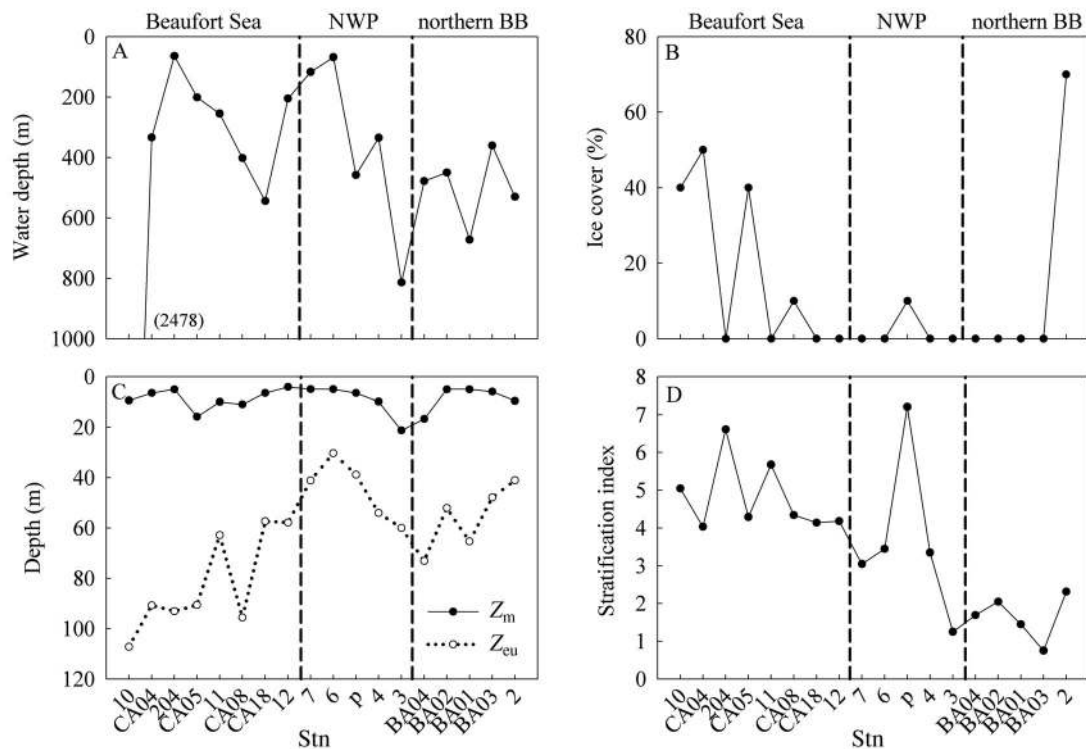 Beaufort Sea NWP northern BB
A
Water depth (m)
0
200
400
600
800
1000
(2478)
Beaufort Sea NWP northern BB
B
Ice cover (%)
80
60
40
20
0
C
Depth (m)
0
20
40
60
80
100
120
Zm
Zeu
10 CA04 204 CA05 11 CA08 CA18 12 7 6 P 4 3 BA04 BA02 BA01 BA03 2
Stn
D
Stratification index
8
7
6
5
4
3
2
1
0
10 CA04 204 CA05 11 CA08 CA18 12 7 6 P 4 3 BA04 BA02 BA01 BA03 2
Stn